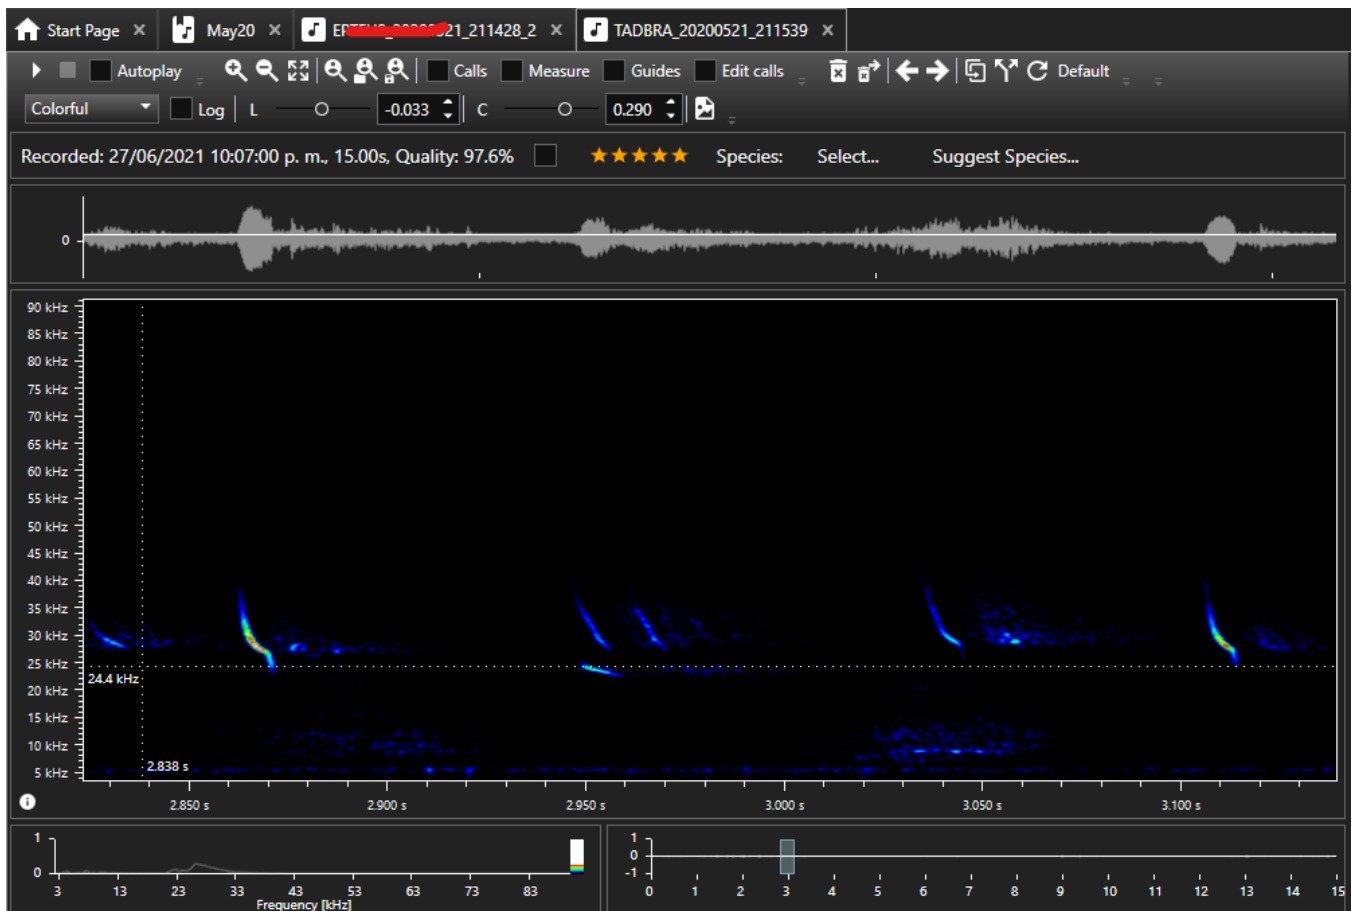 Start Page × May20 × 21_211428_2 × TADBRA_20200521_211539 ×
Autoplay Calls Measure Guides Edit calls Default
Colorful Log L -0.033 C 0.290
Recorded: 27/06/2021 10:07:00 p. m., 15.00s, Quality: 97.6% Species: Select... Suggest Species...
0
90 kHz
85 kHz
80 kHz
75 kHz
70 kHz
65 kHz
60 kHz
55 kHz
50 kHz
45 kHz
40 kHz
35 kHz
30 kHz
25 kHz
24.4 kHz
20 kHz
15 kHz
10 kHz
2.838 s
5 kHz
2.850 s 2.900 s 2.950 s 3.000 s 3.050 s 3.100 s
1
0
3 13 23 33 43 53 63 73 83
Frequency [kHz]
1
0
-1
0 1 2 3 4 5 6 7 8 9 10 11 12 13 14 15